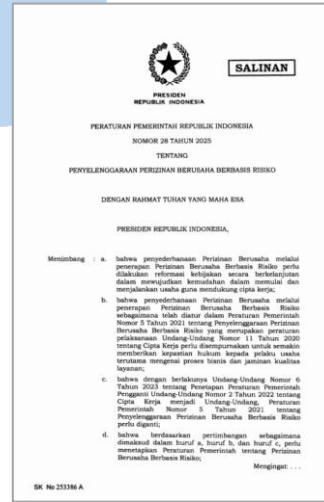 SALINAN
PRESIDEN
REPUBLIK INDONESIA
PERATURAN PEMERINTAH REPUBLIK INDONESIA
NOMOR 28 TAHUN 2025
TENTANG
PENYELENGGARAAN PERIZINAN BERUSAHA BERBASIS RISIKO
DENGAN RAHMAT TUHAN YANG MAHA ESA
PRESIDEN REPUBLIK INDONESIA,
Menimbang : a. bahwa penyederhanaan Perizinan Berusaha melalui
penerapan Perizinan Berusaha Berbasis Risiko perlu
dilakukan reformasi kebijakan secara berkelanjutan
dalam mewujudkan kemudahan dalam memulai dan
menjalankan usaha guna mendukung cipta kerja;
b. bahwa penyederhanaan Perizinan Berusaha melalui
penerapan Perizinan Berusaha Berbasis Risiko
sebagaimana telah diatur dalam Peraturan Pemerintah
Nomor 5 Tahun 2021 tentang Penyelenggaraan Perizinan
Berusaha Berbasis Risiko yang merupakan peraturan
pelaksanaan Undang-Undang Nomor 11 Tahun 2020
tentang Cipta Kerja perlu disempurnakan untuk semakin
memberikan kepastian hukum kepada pelaku usaha
terutama mengenai proses bisnis dan jaminan kualitas
layanan;
c. bahwa dengan berlakunya Undang-Undang Nomor 6
Tahun 2023 tentang Penetapan Peraturan Pemerintah
Pengganti Undang-Undang Nomor 2 Tahun 2022 tentang
Cipta Kerja menjadi Undang-Undang, Peraturan
Pemerintah Nomor 5 Tahun 2021 tentang
Penyelenggaraan Perizinan Berusaha Berbasis Risiko
perlu diganti;
d. bahwa berdasarkan pertimbangan sebagaimana
dimaksud dalam huruf a, huruf b, dan huruf c, perlu
menetapkan Peraturan Pemerintah tentang Perizinan
Berusaha Berbasis Risiko;
Mengingat: . . .
SK No 253386 A